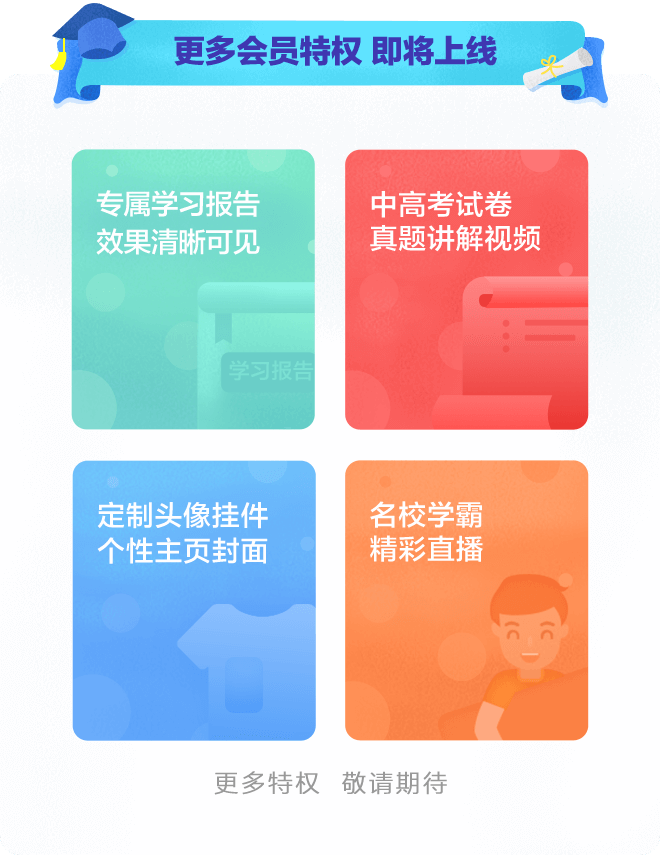 更多会员特权 即将上线
专属学习报告
效果清晰可见
学习报告
中高考试卷
真题讲解视频
定制头像挂件
个性主页封面
名校学霸
精彩直播
更多特权 敬请期待